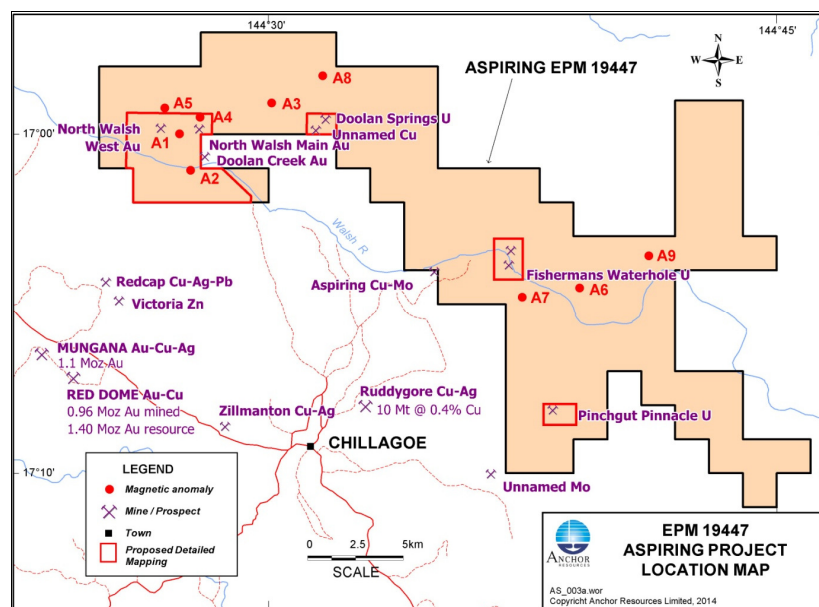 144°30'
144°45'
N
W
E
S
ASPIRING EPM 19447
A8
A5
A4
A3
Doolan Springs U
Unnamed Cu
17°00'
North Walsh
West Au
A1
North Walsh Main Au
Doolan Creek Au
A2
Walsh R
A9
Fishermans Waterhole U
Aspiring Cu-Mo
A7
A6
Redcap Cu-Ag-Pb
Victoria Zn
MUNGANA Au-Cu-Ag
1.1 Moz Au
RED DOME Au-Cu
0.96 Moz Au mined
1.40 Moz Au resource
Zillmanton Cu-Ag
Ruddygore Cu-Ag
10 Mt @ 0.4% Cu
Pinchgut Pinnacle U
CHILLAGOE
17°10'
Unnamed Mo
LEGEND
Magnetic anomaly
Mine / Prospect
Town
Proposed Detailed
Mapping
0
2.5
5km
SCALE
ANCHOR
RESOURCES
EPM 19447
ASPIRING PROJECT
LOCATION MAP
AS_003a.wor
Copyright Anchor Resources Limited, 2014